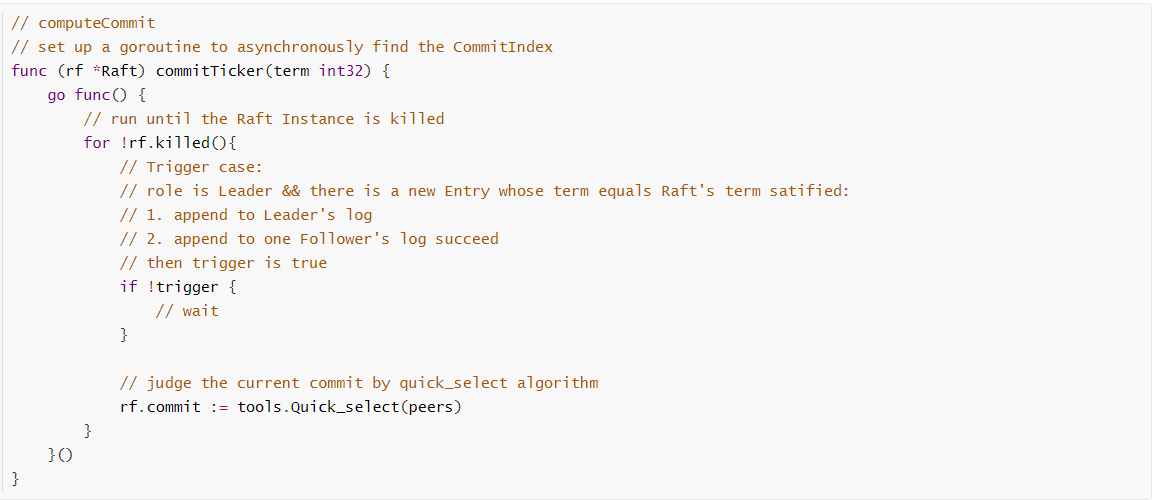 // computeCommit
// set up a goroutine to asynchronously find the CommitIndex
func (rf *Raft) commitTicker(term int32) {
    go func() {
        // run until the Raft Instance is killed
        for !rf.killed(){
            // Trigger case:
            // role is Leader && there is a new Entry whose term equals Raft's term satified:
            // 1. append to Leader's log
            // 2. append to one Follower's log succeed
            // then trigger is true
            if !trigger {
                // wait
            }

            // judge the current commit by quick_select algorithm
            rf.commit := tools.Quick_select(peers)
        }
    }()
}